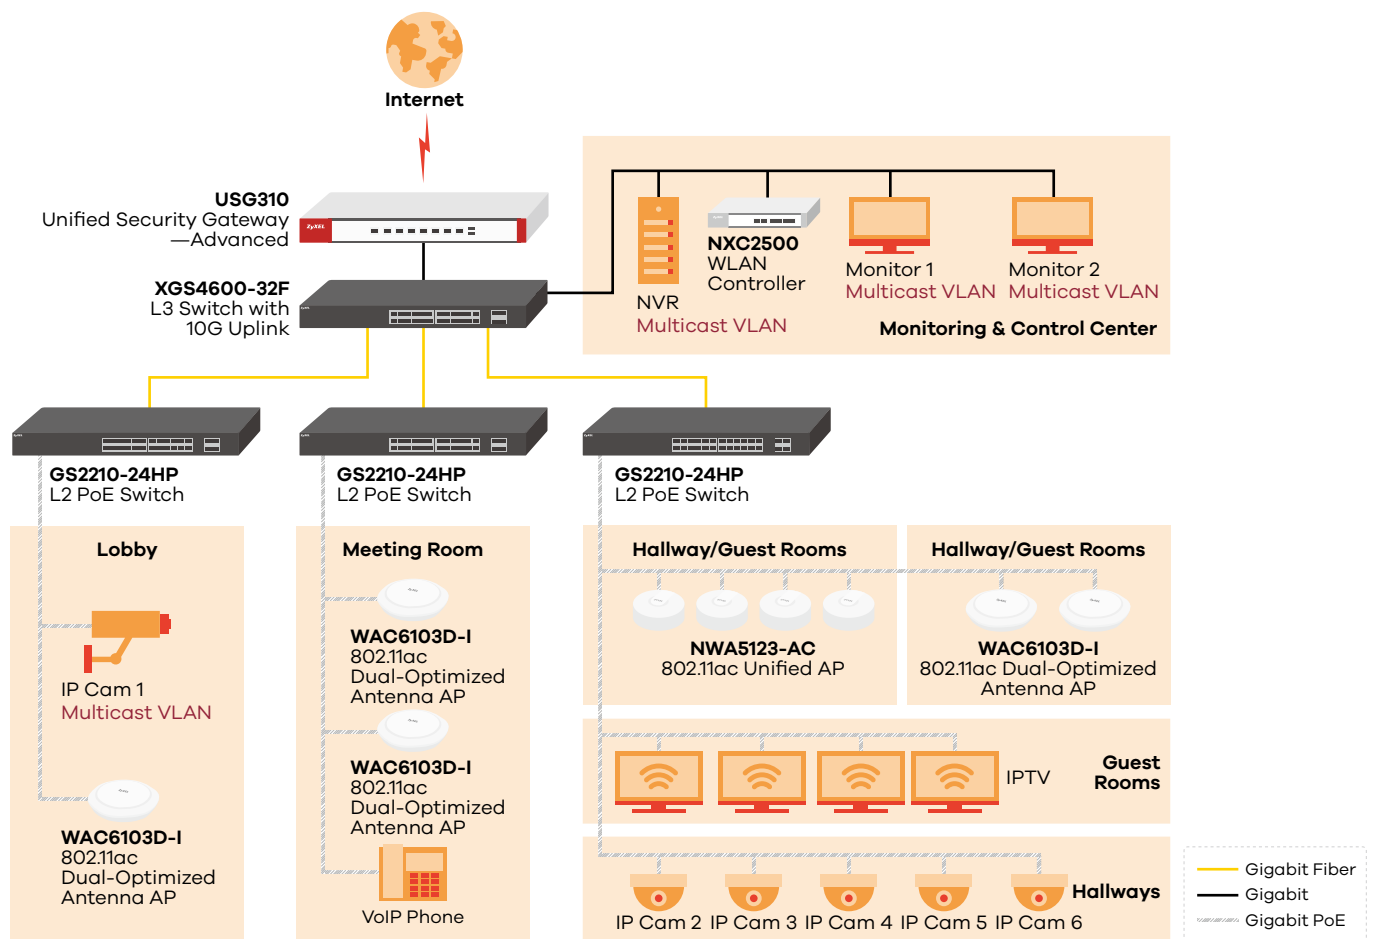 Internet
USG310
Unified Security Gateway
—Advanced
ZyXEL
XGS4600-32F
L3 Switch with
10G Uplink
NVR
Multicast VLAN
NXC2500
WLAN
Controller
Monitor 1
Multicast VLAN
Monitor 2
Multicast VLAN
Monitoring & Control Center
GS2210-24HP
L2 PoE Switch
GS2210-24HP
L2 PoE Switch
GS2210-24HP
L2 PoE Switch
Lobby
IP Cam 1
Multicast VLAN
WAC6103D-I
802.11ac
Dual-Optimized
Antenna AP
Meeting Room
WAC6103D-I
802.11ac
Dual-Optimized
Antenna AP
WAC6103D-I
802.11ac
Dual-Optimized
Antenna AP
VoIP Phone
Hallway/Guest Rooms
NWA5123-AC
802.11ac Unified AP
Hallway/Guest Rooms
WAC6103D-I
802.11ac Dual-Optimized
Antenna AP
IPTV
Guest
Rooms
Hallways
IP Cam 2 IP Cam 3 IP Cam 4 IP Cam 5 IP Cam 6
Gigabit Fiber
Gigabit
Gigabit PoE